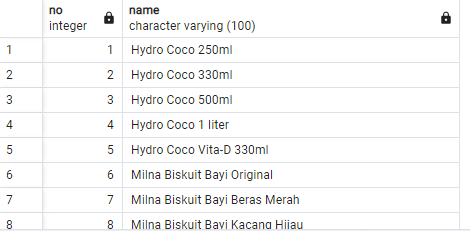 no name
integer character varying (100)
1 1 Hydro Coco 250ml
2 2 Hydro Coco 330ml
3 3 Hydro Coco 500ml
4 4 Hydro Coco 1 liter
5 5 Hydro Coco Vita-D 330ml
6 6 Milna Biskuit Bayi Original
7 7 Milna Biskuit Bayi Beras Merah
8 8 Milna Biskuit Bayi Kacang Hijau